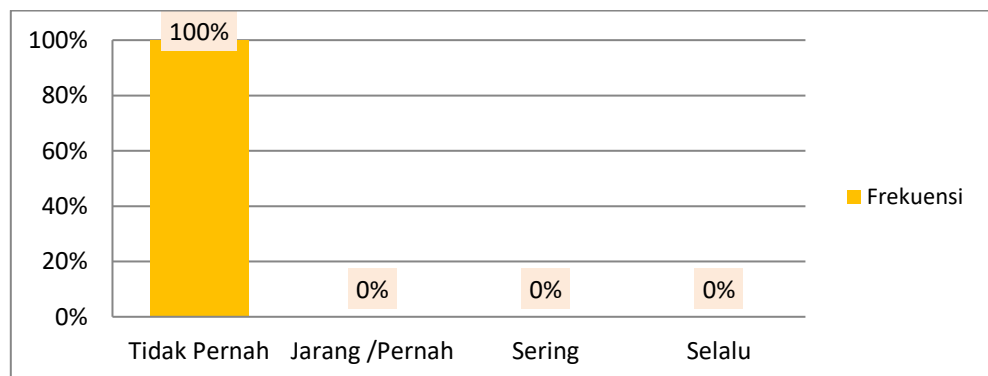 100%
100%
80%
60%
40%
20%
0%
0%
0%
0%
Tidak Pernah
Jarang /Pernah
Sering
Selalu
Frekuensi